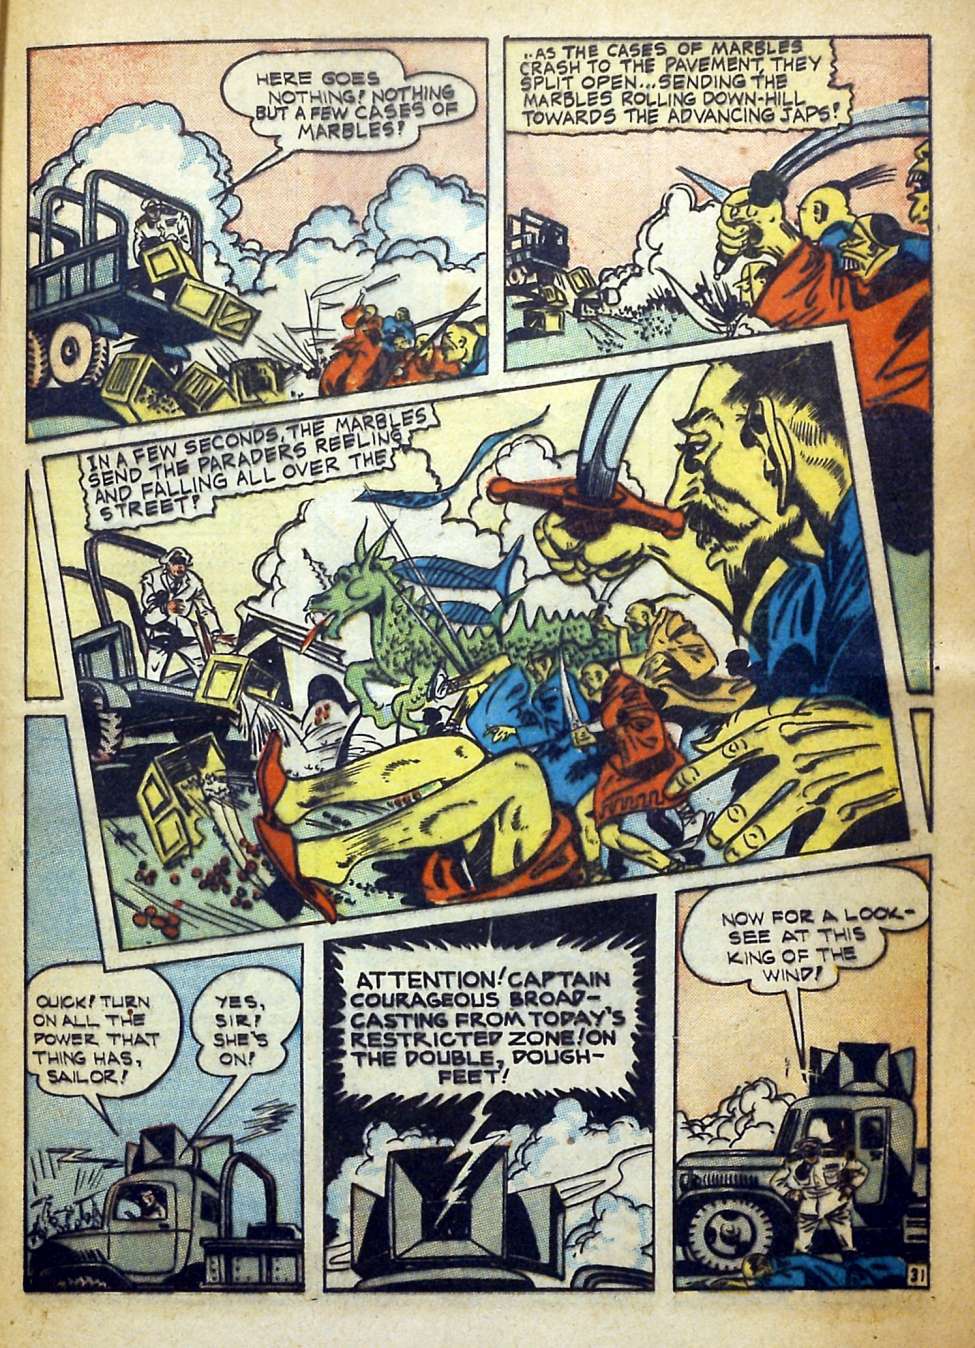 HERE GOES
NOTHING! NOTHING
BUT A FEW CASES OF
MARBLES!
..AS THE CASES OF MARBLES
CRASH TO THE PAVEMENT, THEY
SPLIT OPEN...SENDING THE
MARBLES ROLLING DOWN-HILL
TOWARDS THE ADVANCING JAPS!
IN A FEW SECONDS, THE MARBLES
SEND THE PARADERS REELING
AND FALLING ALL OVER THE
STREET!
QUICK! TURN
ON ALL THE
POWER THAT
THING HAS,
SAILOR!
YES,
SIR!
SHE'S
ON!
ATTENTION! CAPTAIN
COURAGEOUS BROAD-
CASTING FROM TODAY'S
RESTRICTED ZONE! ON
THE DOUBLE, DOUGH-
FEET!
NOW FOR A LOOK-
SEE AT THIS
KING OF THE
WIND!
31